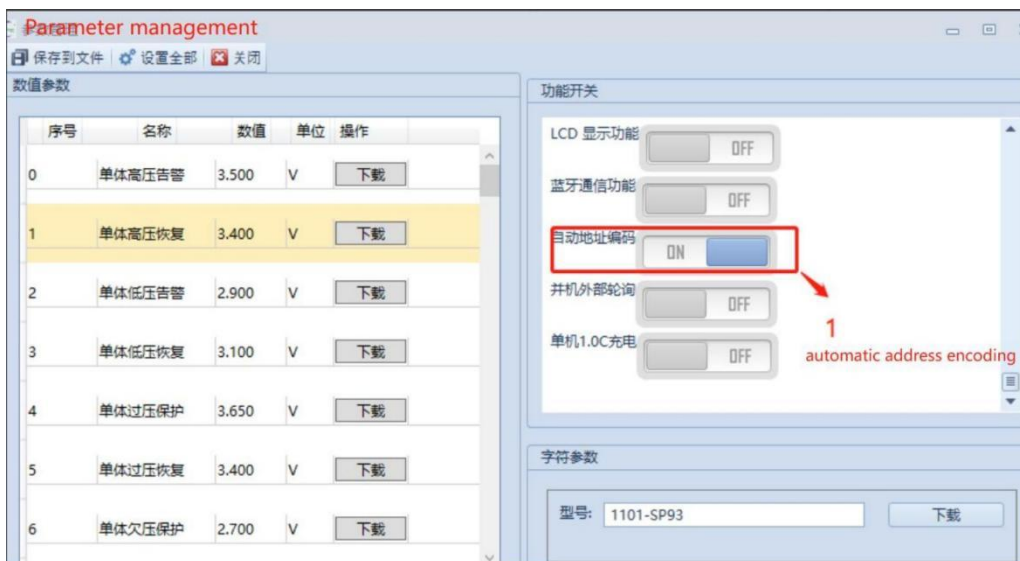 Parameter management
保存到文件 设置全部 关闭
数值参数
序号 名称 数值 单位 操作
0 单体高压告警 3.500 V 下载
1 单体高压恢复 3.400 V 下载
2 单体低压告警 2.900 V 下载
3 单体低压恢复 3.100 V 下载
4 单体过压保护 3.650 V 下载
5 单体过压恢复 3.400 V 下载
6 单体欠压保护 2.700 V 下载
功能开关
LCD 显示功能 OFF
蓝牙通信功能 OFF
自动地址编码 ON
并机外部轮询 OFF
单机1.0C充电 OFF
1
automatic address encoding
字符参数
型号: 1101-SP93 下载